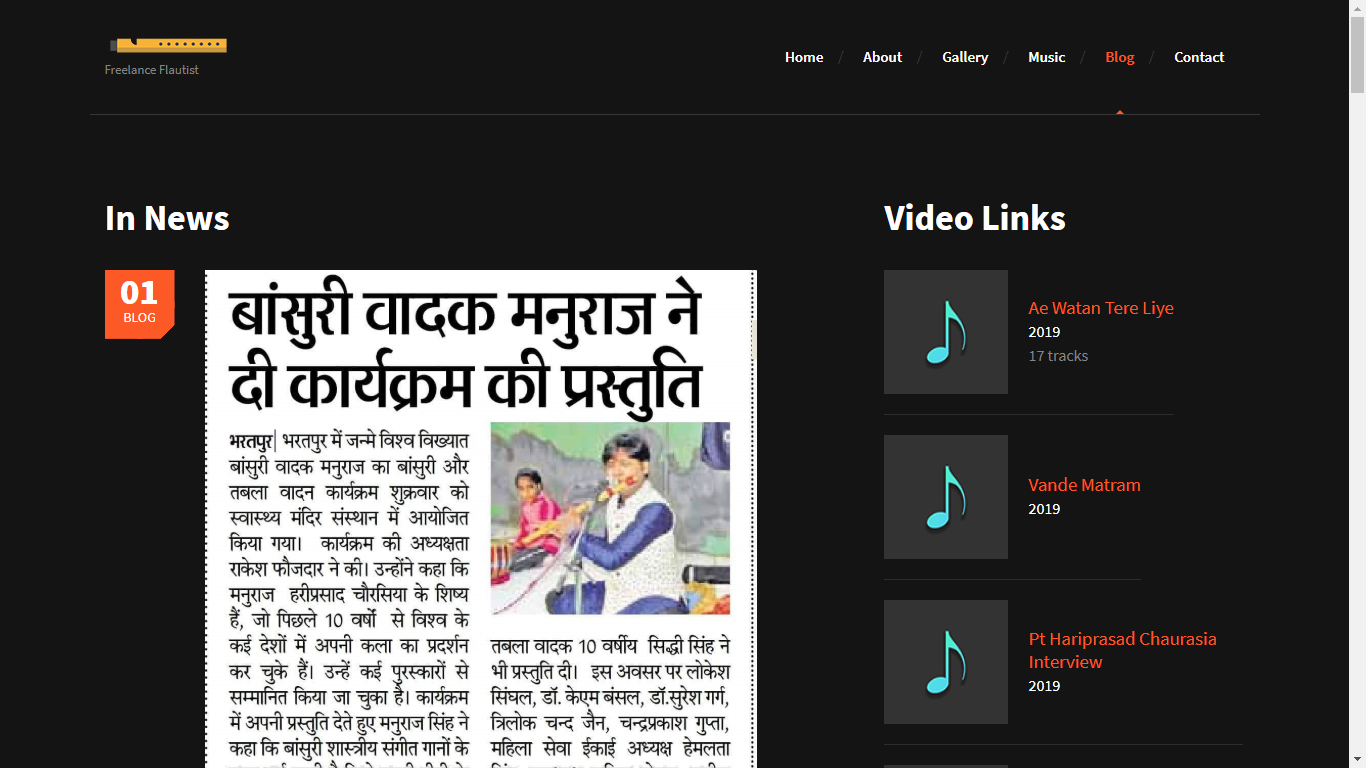 Freelance Flautist
Home / About / Gallery / Music / Blog / Contact
In News
01
BLOG
बांसुरी वादक मनुराज ने
दी कार्यक्रम की प्रस्तुति
भरतपुर| भरतपुर में जन्मे विश्व विख्यात
बांसुरी वादक मनुराज का बांसुरी और
तबला वादन कार्यक्रम शुक्रवार को
स्वास्थ्य मंदिर संस्थान में आयोजित
किया गया। कार्यक्रम की अध्यक्षता
राकेश फौजदार ने की। उन्होंने कहा कि
मनुराज हरीप्रसाद चौरसिया के शिष्य
हैं, जो पिछले 10 वर्षों से विश्व के
कई देशों में अपनी कला का प्रदर्शन
कर चुके हैं। उन्हें कई पुरस्कारों से
सम्मानित किया जा चुका है। कार्यक्रम
में अपनी प्रस्तुति देते हुए मनुराज सिंह ने
कहा कि बांसुरी शास्त्रीय संगीत गानों के
तबला वादक 10 वर्षीय सिद्धी सिंह ने
भी प्रस्तुति दी। इस अवसर पर लोकेश
सिंघल, डॉ. केएम बंसल, डॉ.सुरेश गर्ग,
त्रिलोक चन्द जैन, चन्द्रप्रकाश गुप्ता,
महिला सेवा ईकाई अध्यक्ष हेमलता
Video Links
Ae Watan Tere Liye
2019
17 tracks
Vande Matram
2019
Pt Hariprasad Chaurasia
Interview
2019